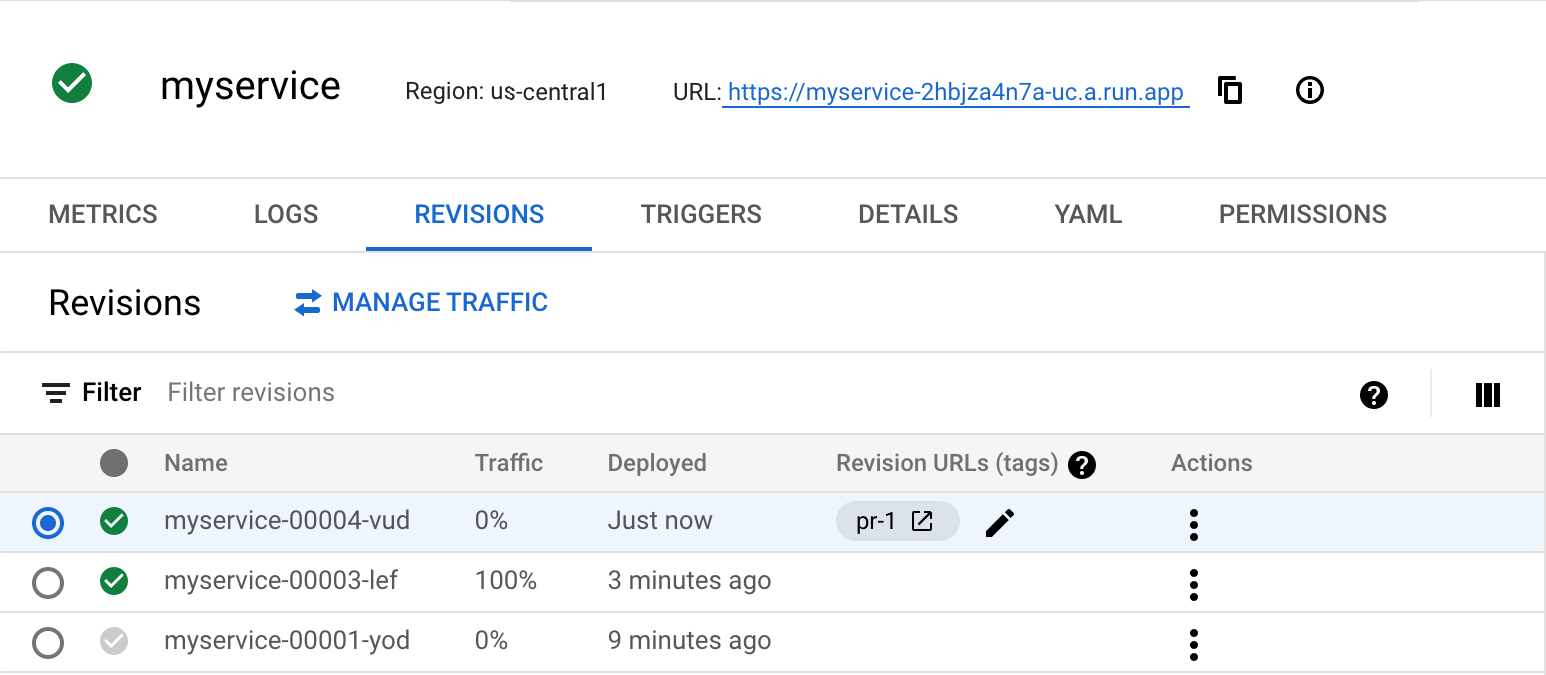 myservice Region: us-central1 URL: https://myservice-2hbjza4n7a-uc.a.run.app
METRICS LOGS REVISIONS TRIGGERS DETAILS YAML PERMISSIONS
Revisions MANAGE TRAFFIC
Filter Filter revisions
Name Traffic Deployed Revision URLs (tags) Actions
myservice-00004-vud 0% Just now pr-1
myservice-00003-lef 100% 3 minutes ago
myservice-00001-yod 0% 9 minutes ago